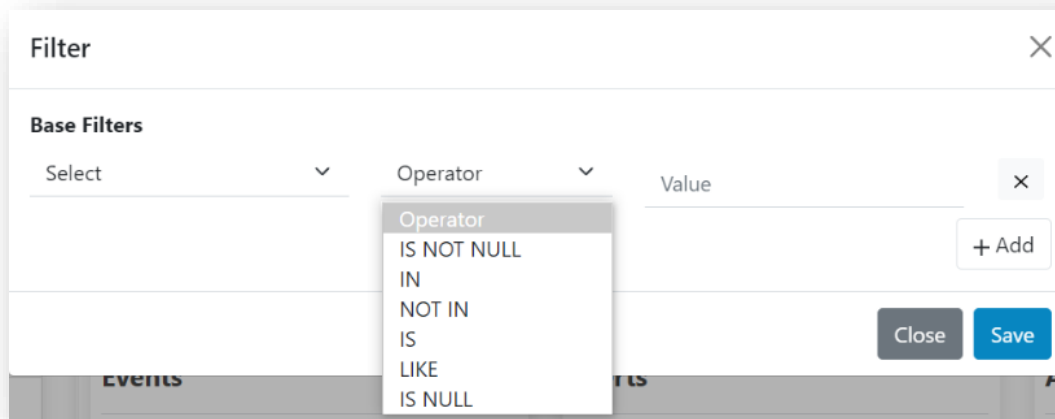 Filter
Base Filters
Select
Operator
Value
Operator
IS NOT NULL
IN
NOT IN
IS
LIKE
IS NULL
+ Add
Close
Save
Events